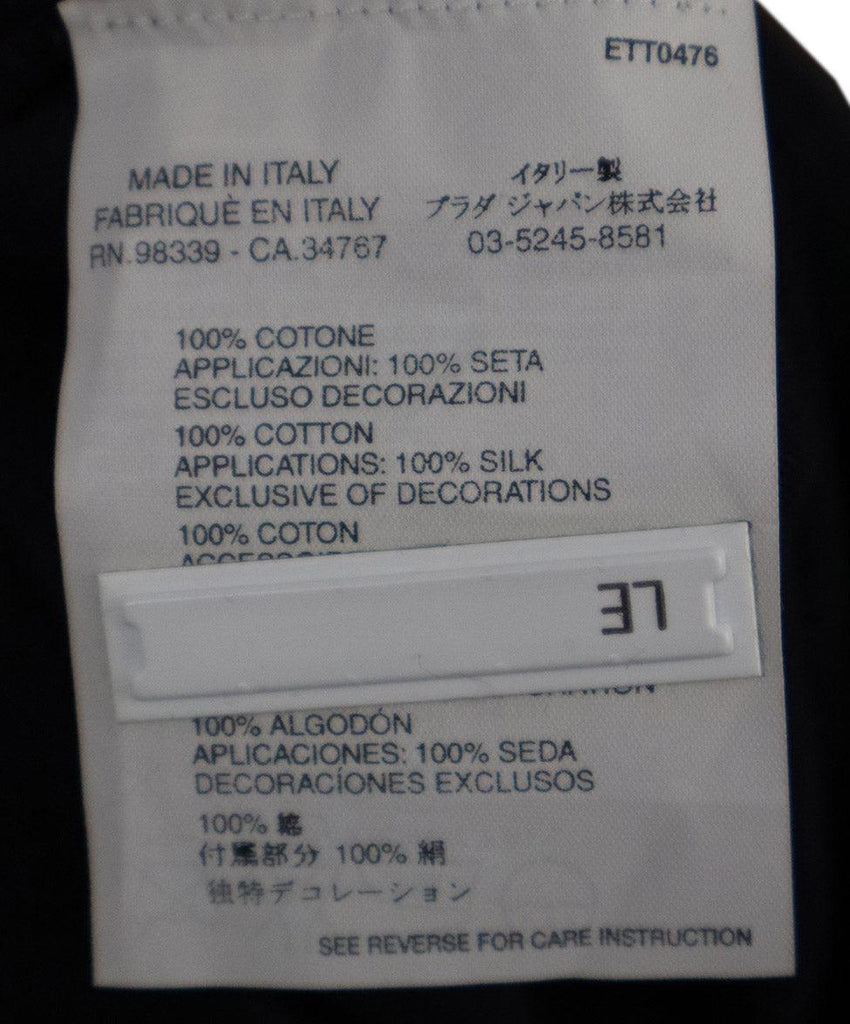 ETT0476
MADE IN ITALY
FABRIQUÈ EN ITALY
RN.98339 - CA.34767
イタリー製
プラダ ジャパン株式会社
03-5245-8581
100% COTONE
APPLICAZIONI: 100% SETA
ESCLUSO DECORAZIONI
100% COTTON
APPLICATIONS: 100% SILK
EXCLUSIVE OF DECORATIONS
100% COTON
LE
100% ALGODÓN
APLICACIONES: 100% SEDA
DECORACÍONES EXCLUSOS
100% 綿
付属部分 100% 絹
独特デコレーション
SEE REVERSE FOR CARE INSTRUCTION